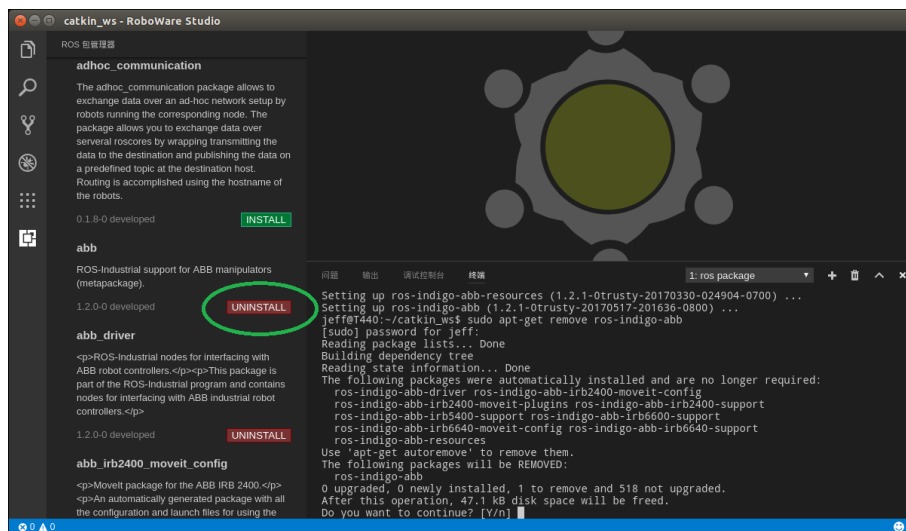 catkin_ws - RoboWare Studio
ROS 包管理器
adhoc_communication
The adhoc_communication package allows to
exchange data over an ad-hoc network setup by
robots running the corresponding node. The
package allows you to exchange data over
serveral roscores by wrapping transmitting the
data to the destination and publishing the data on
a predefined topic at the destination host.
Routing is accomplished using the hostname of
the robots.
0.1.8-0 developed
INSTALL
abb
ROS-Industrial support for ABB manipulators
(metapackage).
1.2.0-0 developed
UNINSTALL
abb_driver
<p>ROS-Industrial nodes for interfacing with
ABB robot controllers.</p><p>This package is
part of the ROS-Industrial program and contains
nodes for interfacing with ABB industrial robot
controllers.</p>
1.2.0-0 developed
UNINSTALL
abb_irb2400_moveit_config
<p>MoveIt package for the ABB IRB 2400.</p>
<p>An automatically generated package with all
the configuration and launch files for using the
问题 输出 调试控制台 终端
1: ros package
Setting up ros-indigo-abb-resources (1.2.1-0trusty-20170330-024904-0700) ...
Setting up ros-indigo-abb (1.2.1-0trusty-20170517-201636-0800) ...
jeff@T440:~/catkin_ws$ sudo apt-get remove ros-indigo-abb
[sudo] password for jeff:
Reading package lists... Done
Building dependency tree
Reading state information... Done
The following packages were automatically installed and are no longer required:
ros-indigo-abb-driver ros-indigo-abb-irb2400-moveit-config
ros-indigo-abb-irb2400-moveit-plugins ros-indigo-abb-irb2400-support
ros-indigo-abb-irb5400-support ros-indigo-abb-irb6600-support
ros-indigo-abb-irb6640-moveit-config ros-indigo-abb-irb6640-support
ros-indigo-abb-resources
Use 'apt-get autoremove' to remove them.
The following packages will be REMOVED:
ros-indigo-abb
0 upgraded, 0 newly installed, 1 to remove and 518 not upgraded.
After this operation, 47.1 kB disk space will be freed.
Do you want to continue? [Y/n]
0 0